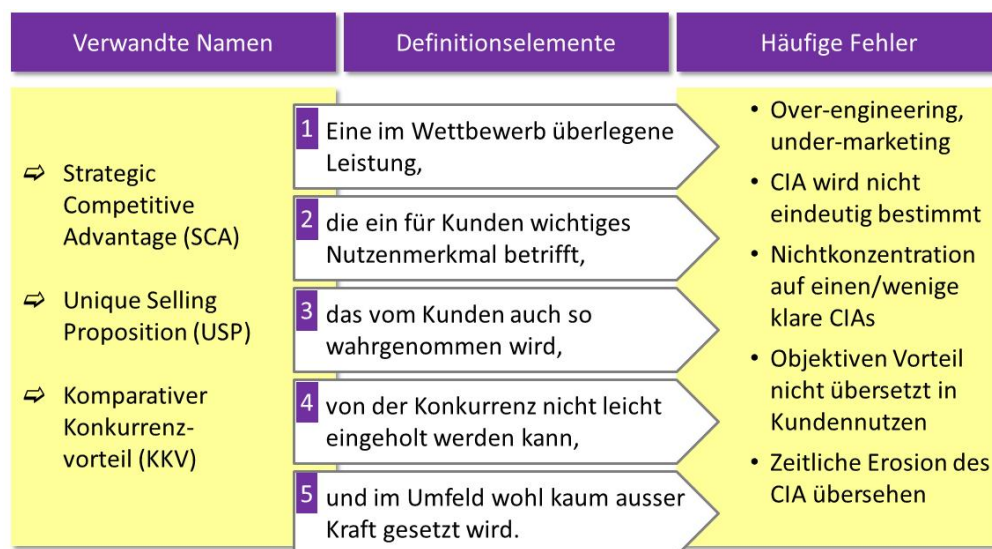 Verwandte Namen
Definitionselemente
Häufige Fehler
⇨ Strategic
Competitive
Advantage (SCA)
⇨ Unique Selling
Proposition (USP)
⇨ Komparativer
Konkurrenz-
vorteil (KKV)
1 Eine im Wettbewerb überlegene
Leistung,
2 die ein für Kunden wichtiges
Nutzenmerkmal betrifft,
3 das vom Kunden auch so
wahrgenommen wird,
4 von der Konkurrenz nicht leicht
eingeholt werden kann,
5 und im Umfeld wohl kaum ausser
Kraft gesetzt wird.
• Over-engineering,
under-marketing
• CIA wird nicht
eindeutig bestimmt
• Nichtkonzentration
auf einen/wenige
klare CIAs
• Objektiven Vorteil
nicht übersetzt in
Kundennutzen
• Zeitliche Erosion des
CIA übersehen